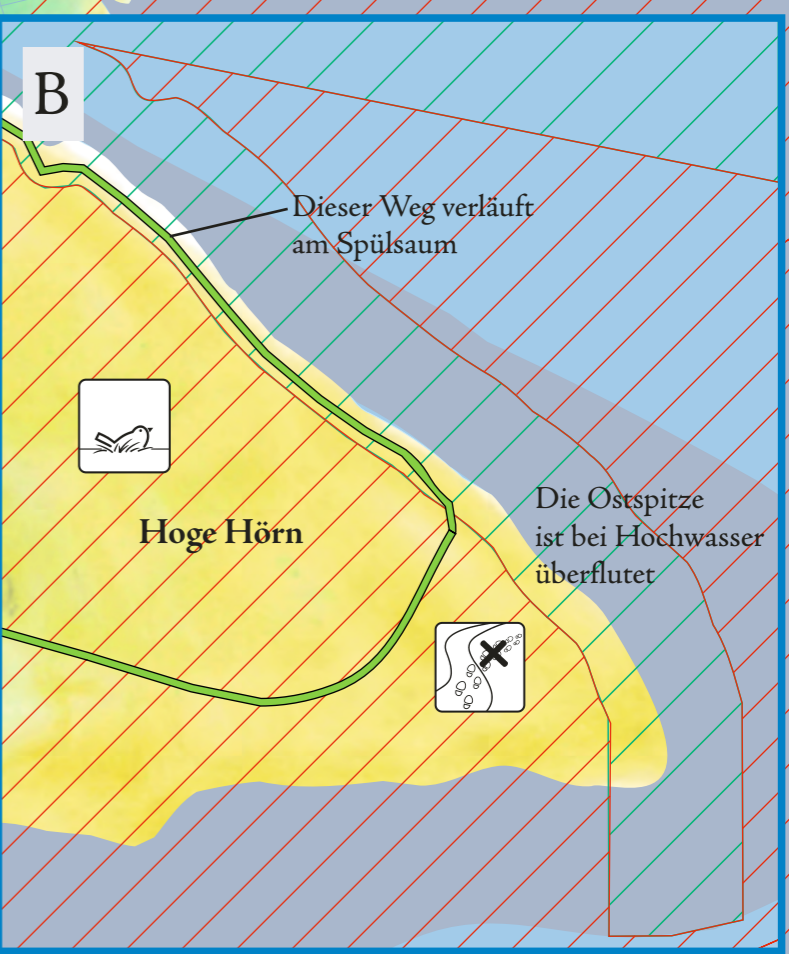 B
Dieser Weg verläuft
am Spülsaum
Hoge Hörn
Die Ostspitze
ist bei Hochwasser
überflutet